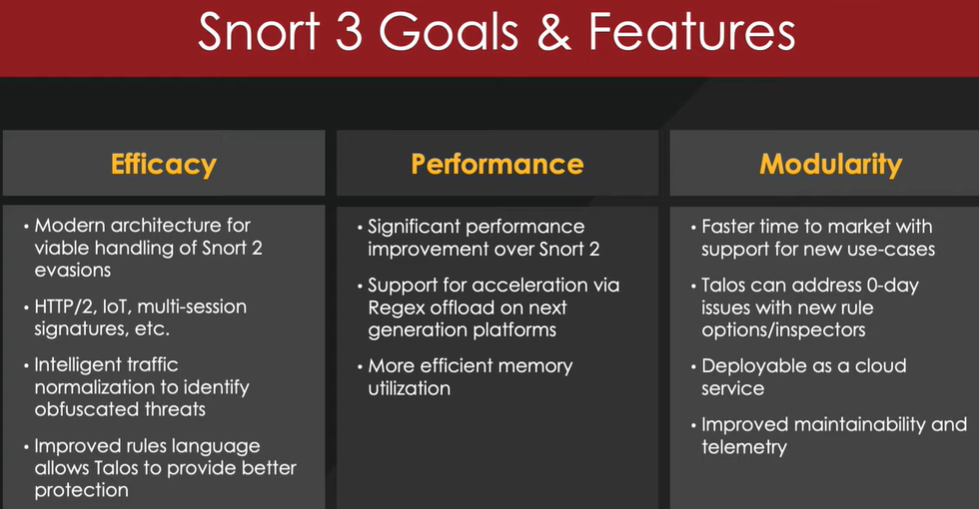 Snort 3 Goals & Features
Efficacy
• Modern architecture for
viable handling of Snort 2
evasions
• HTTP/2, IoT, multi-session
signatures, etc.
• Intelligent traffic
normalization to identify
obfuscated threats
• Improved rules language
allows Talos to provide better
protection
Performance
• Significant performance
improvement over Snort 2
• Support for acceleration via
Regex offload on next
generation platforms
• More efficient memory
utilization
Modularity
• Faster time to market with
support for new use-cases
• Talos can address 0-day
issues with new rule
options/inspectors
• Deployable as a cloud
service
• Improved maintainability and
telemetry